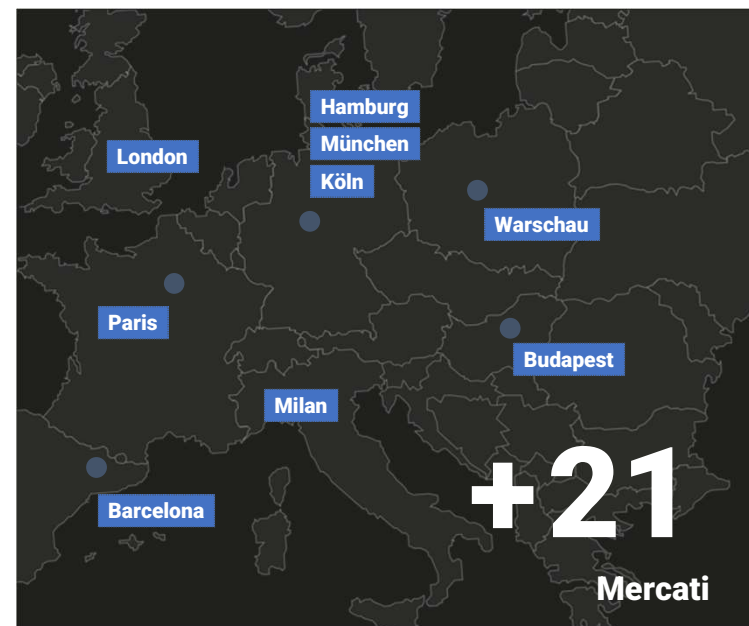 Hamburg
München
Köln
London
Warschau
Paris
Budapest
Milan
Barcelona
+21
Mercati